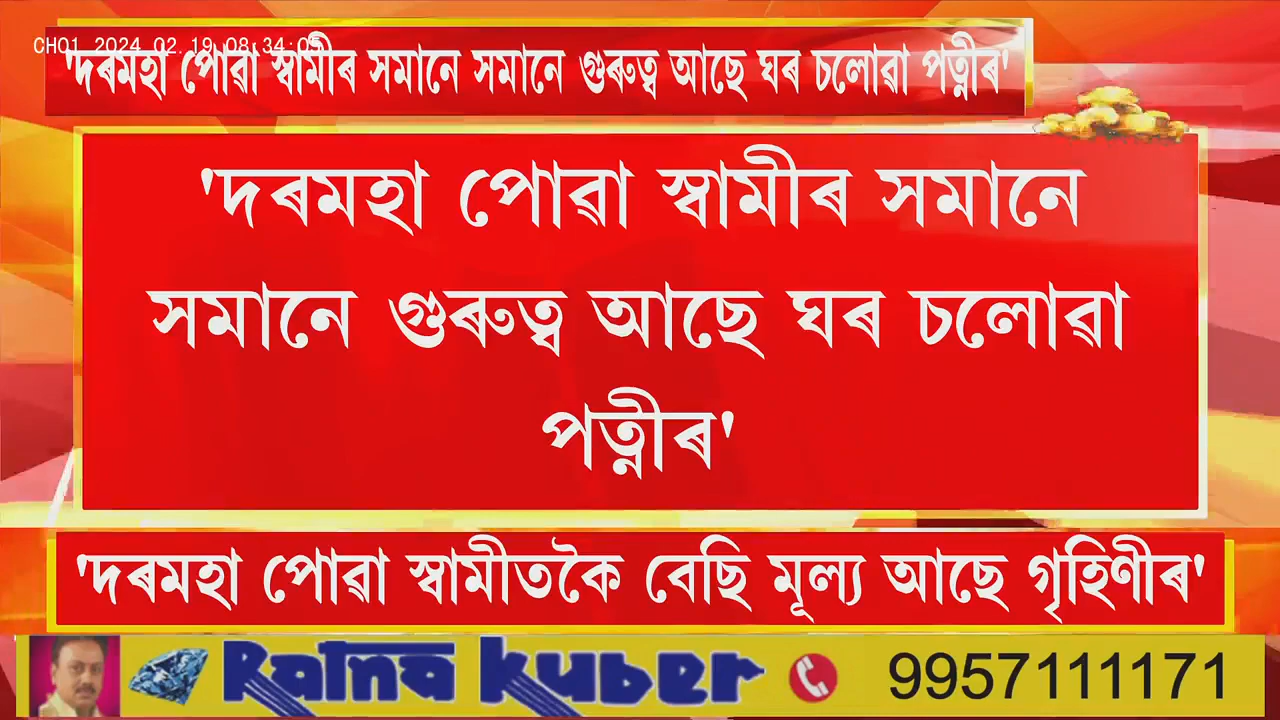 CH01 2024 02.19 08:34:05
'দৰমহা পোৱা স্বামীৰ সমানে সমানে গুৰুত্ব আছে ঘৰ চলোৱা পত্নীৰ'
'দৰমহা পোৱা স্বামীৰ সমানে
সমানে গুৰুত্ব আছে ঘৰ চলোৱা
পত্নীৰ'
'দৰমহা পোৱা স্বামীতকৈ বেছি মূল্য আছে গৃহিণীৰ'
Ratna kuber 9957111171